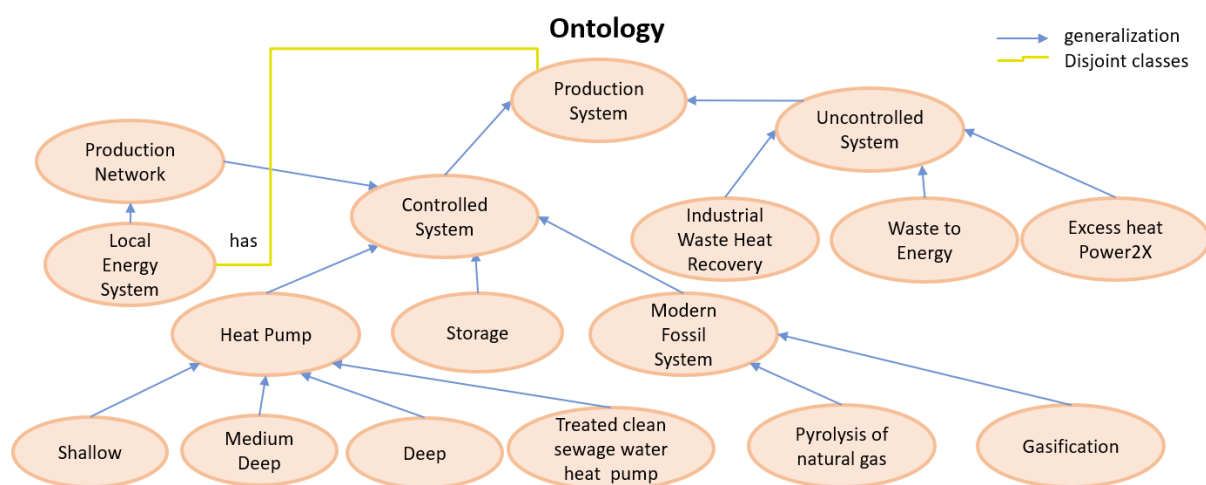 Ontology
generalization
Disjoint classes
Production
System
Uncontrolled
System
Production
Network
Controlled
System
Industrial
Waste Heat
Recovery
Waste to
Energy
Excess heat
Power2X
Local
Energy
System
has
Heat Pump
Storage
Modern
Fossil
System
Shallow
Medium
Deep
Deep
Treated clean
sewage water
heat pump
Pyrolysis of
natural gas
Gasification